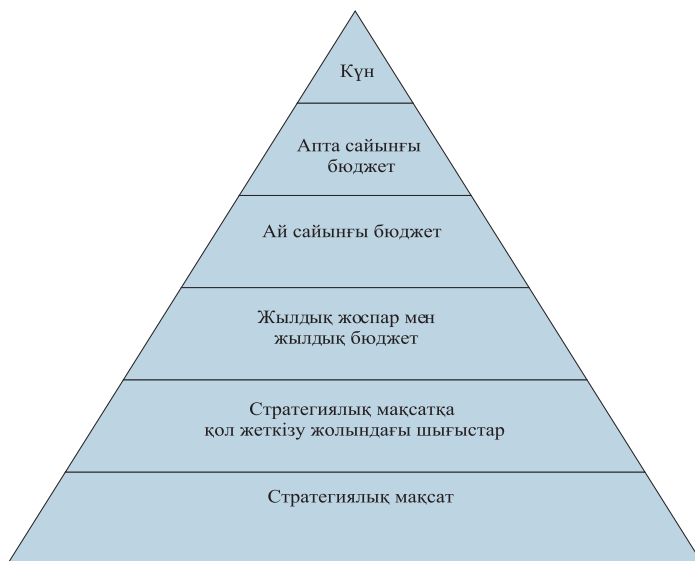 Күн
Апта сайынғы
бюджет
Ай сайынғы бюджет
Жылдық жоспар мен
жылдық бюджет
Стратегиялық мақсатқа
қол жеткізу жолындағы шығыстар
Стратегиялық мақсат